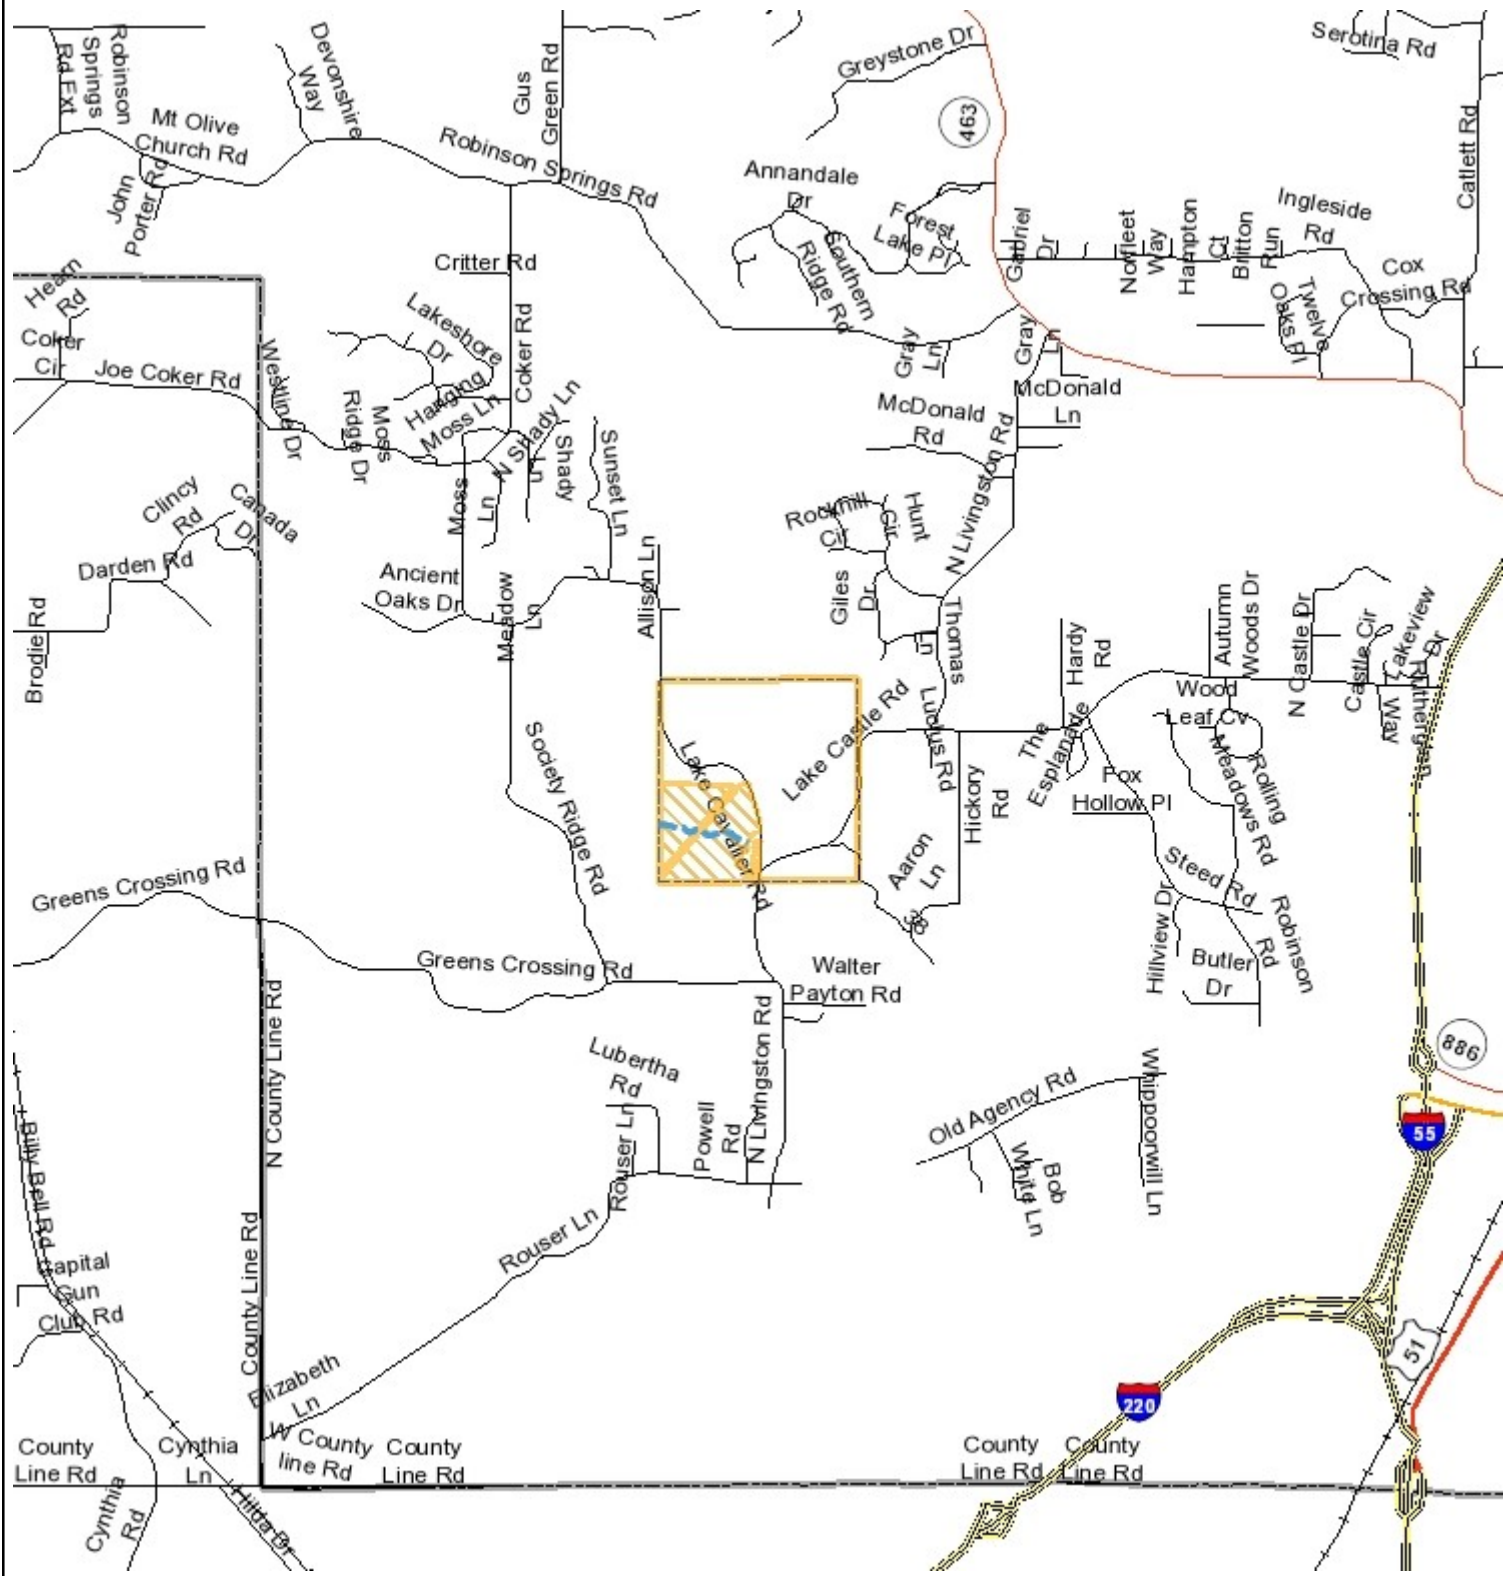 Greystone Dr
Serotina Rd
Robinson
Springs
Rd Ext
Devonshire
Way
Gus
Green Rd
463
Catlett Rd
Mt Olive
Church Rd
John
Porter Rd
Robinson Springs Rd
Annandale
Dr
Forest
Lake Pl
Southern
Ridge Rd
Gabriel
Dr
Norfleet
Way
Hampton
Ct
Britton
Run
Ingleside
Rd
Cox
Crossing Rd
Twelve
Oaks Pl
Hearn
Rd
Critter Rd
Coker Rd
Lakeshore
Dr
Coker
Cir
Joe Coker Rd
Westline Dr
Moss
Ridge Dr
Hanging
Moss Ln
Gray
Ln
Gray
Ln
McDonald
Ln
McDonald
Rd
N Shady Ln
Shady
Ln
Sunset Ln
Moss
Ln
N Livingston Rd
Clincy
Rd
Canada
Dr
Rockhill
Cir
Hunt
Cir
Darden Rd
Ancient
Oaks Dr
Meadow
Ln
Allison Ln
Giles
Dr
Thomas
Ln
Brodie Rd
Hardy
Rd
Autumn
Woods Dr
N Castle Dr
Castle Cir
Lakeview
Dr
Way
Wood
Leaf Cv
Lake Castle Rd
Luckus Rd
The
Esplanade
Society Ridge Rd
Lake Cavalier Rd
Hickory
Rd
Fox
Hollow Pl
Rolling
Meadows Rd
Aaron
Ln
Steed Rd
Greens Crossing Rd
38
Hillview Dr
Robinson
Rd
Butler
Dr
Greens Crossing Rd
Walter
Payton Rd
N County Line Rd
N Livingston Rd
Lubertha
Rd
Rouser Ln
Powell
Rd
886
Old Agency Rd
Whippoorwill Ln
Bob
White Ln
55
Billy Bell Rd
Capital
Gun
Club Rd
County Line Rd
Rouser Ln
Elizabeth
Ln
51
220
County
Line Rd
Cynthia
Ln
W County
line Rd
County
Line Rd
County
Line Rd
County
Line Rd
Cynthia
Rd
Hilda Dr